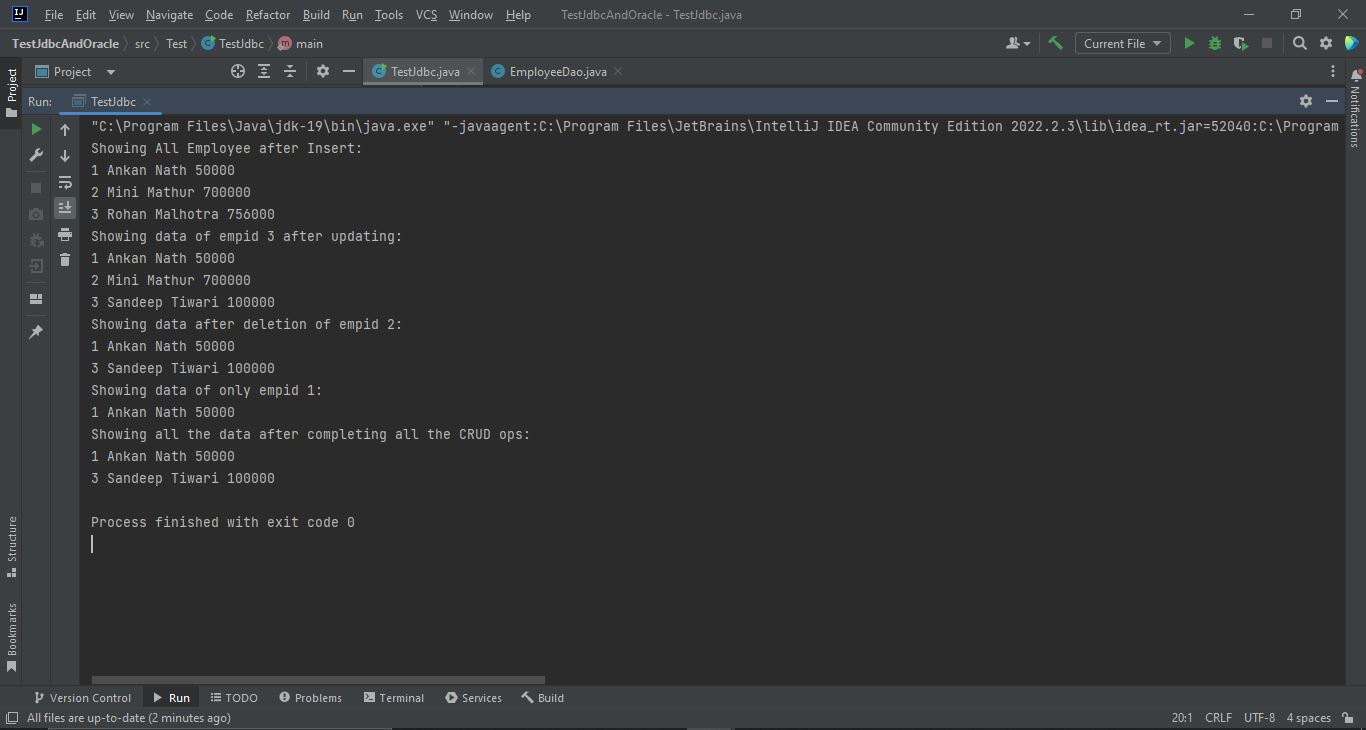 File Edit View Navigate Code Refactor Build Run Tools VCS Window Help TestJdbcAndOracle - TestJdbc.java
TestJdbcAndOracle src Test TestJdbc main Current File
Project TestJdbc.java EmployeeDao.java
Run: TestJdbc
"C:\Program Files\Java\jdk-19\bin\java.exe" "-javaagent:C:\Program Files\JetBrains\IntelliJ IDEA Community Edition 2022.2.3\lib\idea_rt.jar=52040:C:\Program
Showing All Employee after Insert:
1 Ankan Nath 50000
2 Mini Mathur 700000
3 Rohan Malhotra 756000
Showing data of empid 3 after updating:
1 Ankan Nath 50000
2 Mini Mathur 700000
3 Sandeep Tiwari 100000
Showing data after deletion of empid 2:
1 Ankan Nath 50000
3 Sandeep Tiwari 100000
Showing data of only empid 1:
1 Ankan Nath 50000
Showing all the data after completing all the CRUD ops:
1 Ankan Nath 50000
3 Sandeep Tiwari 100000
Process finished with exit code 0
Project
Structure
Bookmarks
Notifications
Version Control Run TODO Problems Terminal Services Build
All files are up-to-date (2 minutes ago) 20:1 CRLF UTF-8 4 spaces